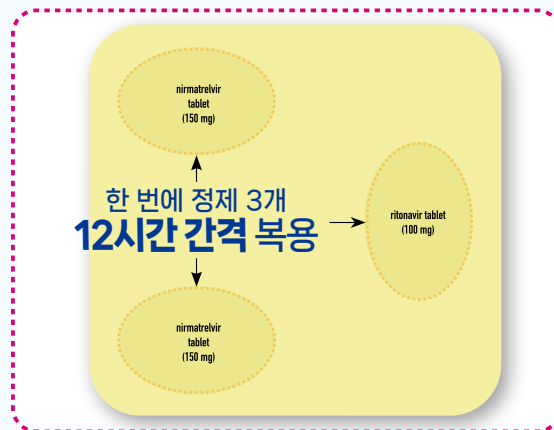 nirmatrelvir
tablet
(150 mg)
한 번에 정제 3개
12시간 간격 복용
ritonavir tablet
(100 mg)
nirmatrelvir
tablet
(150 mg)